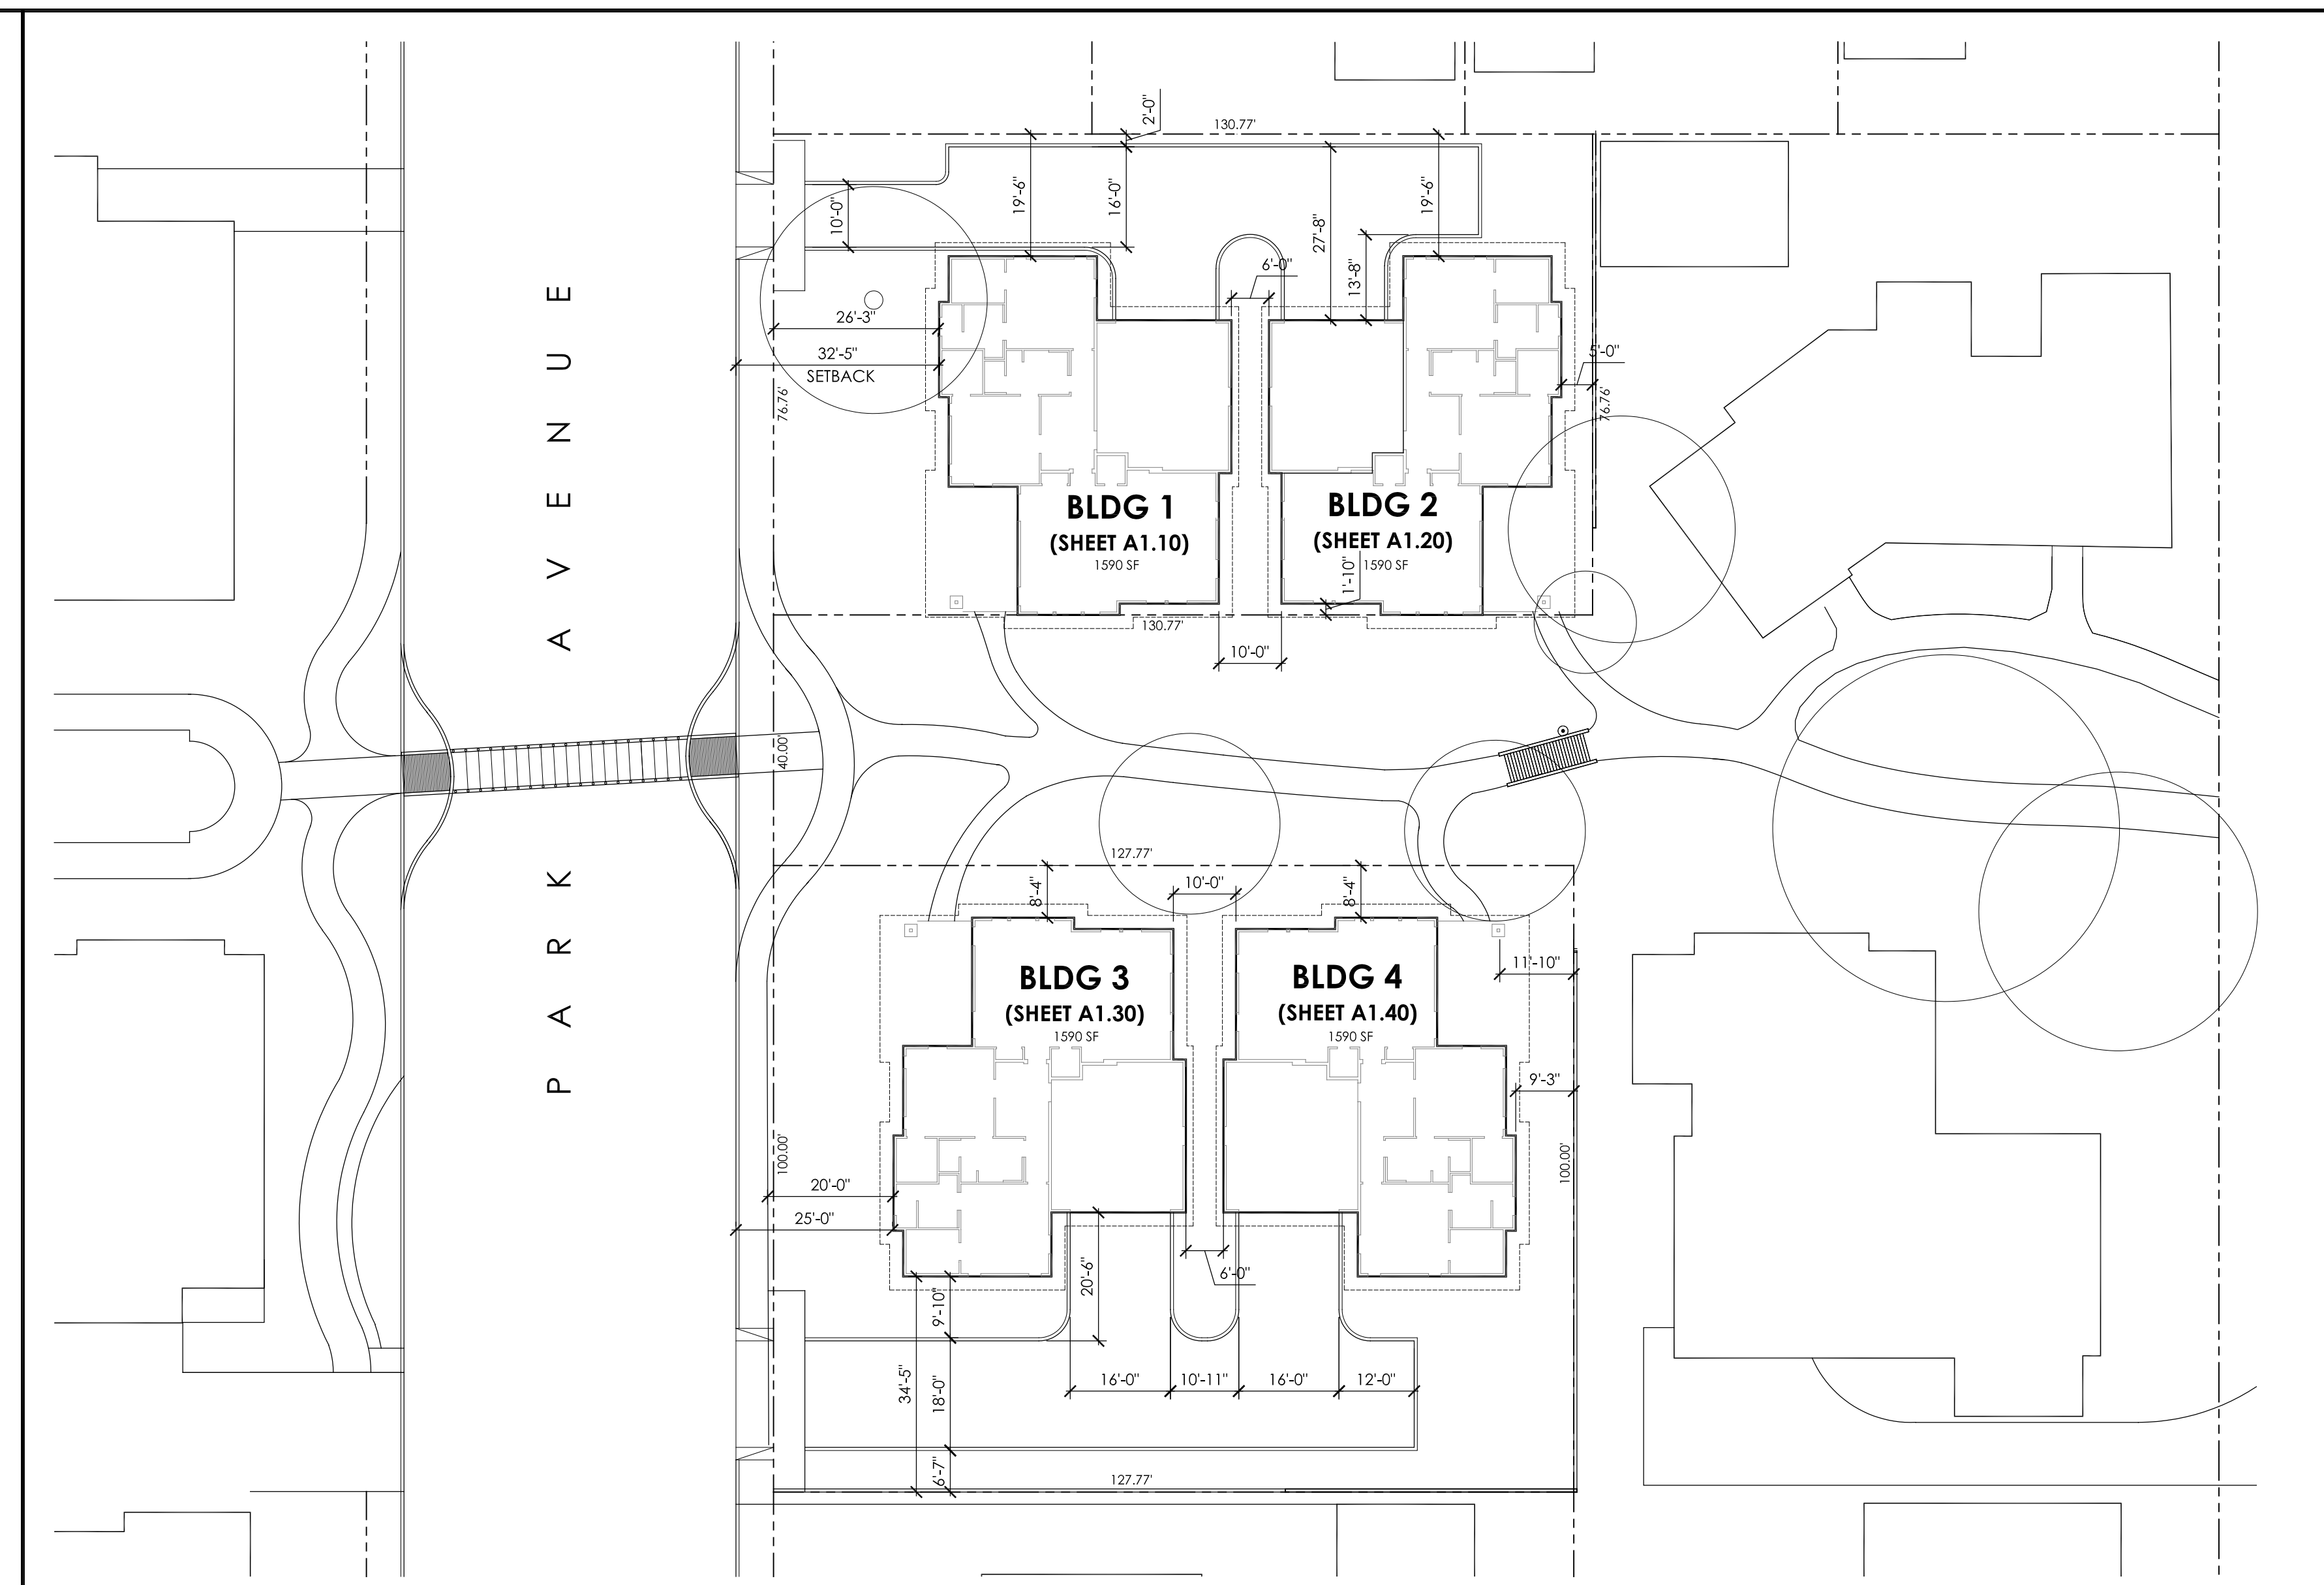 PARK AVENUE
130.77'
2'-0"
19'-6"
16'-0"
10'-0"
27'-8"
19'-6"
13'-8"
6'-0"
26'-3"
32'-5"
SETBACK
5'-0"
76.76'
76.76'
BLDG 1
(SHEET A1.10)
1590 SF
BLDG 2
(SHEET A1.20)
1590 SF
1'-10"
130.77'
10'-0"
40.00'
127.77'
8'-4"
10'-0"
8'-4"
BLDG 3
(SHEET A1.30)
1590 SF
BLDG 4
(SHEET A1.40)
1590 SF
11'-10"
9'-3"
100.00'
100.00'
20'-0"
25'-0"
20'-6"
6'-0"
9'-10"
34'-5"
18'-0"
16'-0"
10'-11"
16'-0"
12'-0"
6'-7"
127.77'